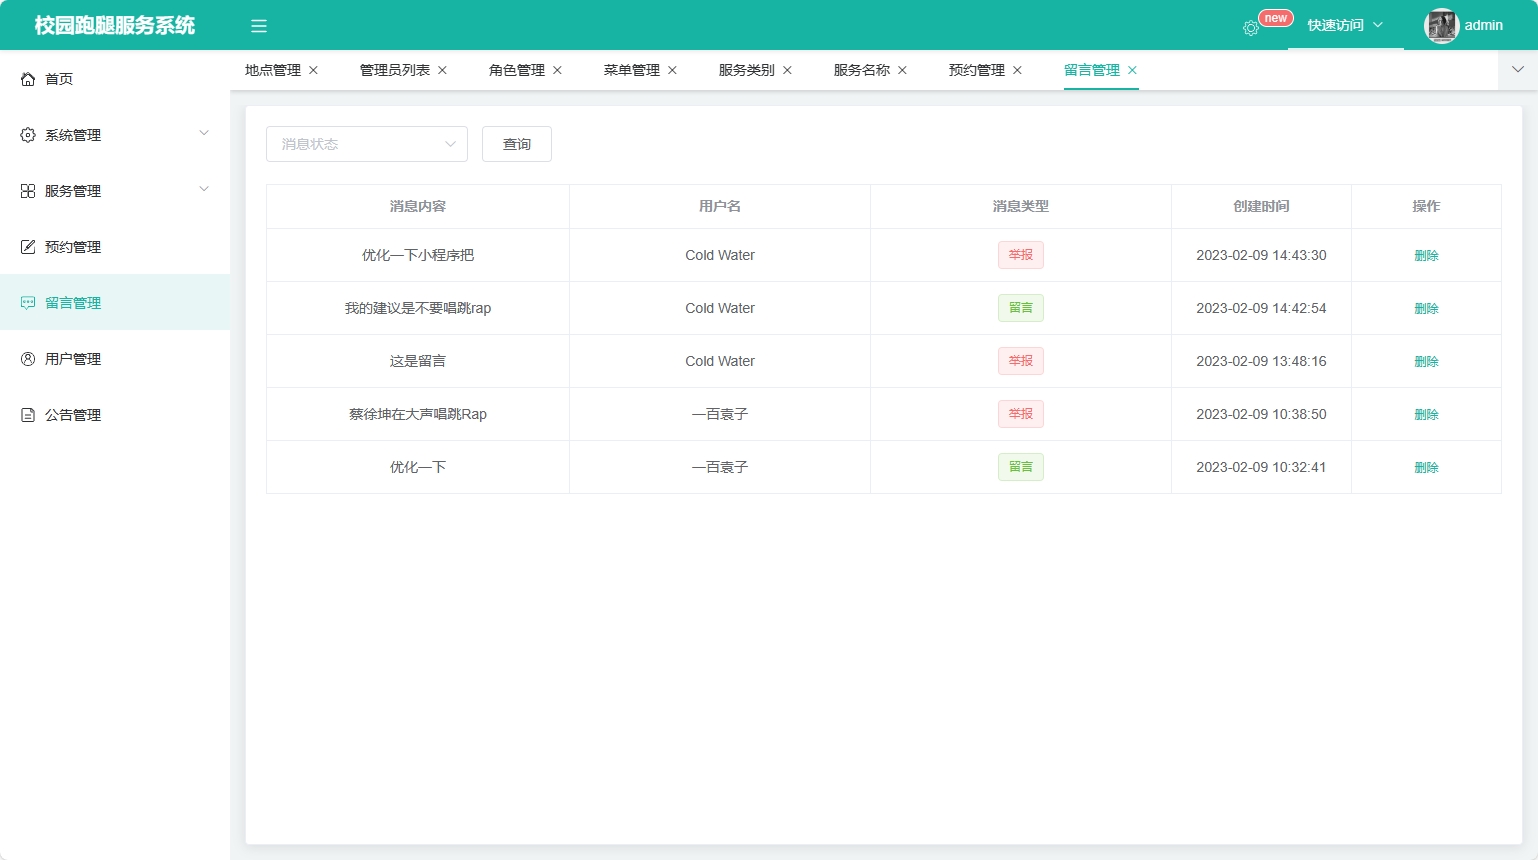 校园跑腿服务系统
new
快速访问
admin
首页
系统管理
服务管理
预约管理
留言管理
用户管理
公告管理
地点管理 管理员列表 角色管理 菜单管理 服务类别 服务名称 预约管理 留言管理
消息状态 查询
消息内容 用户名 消息类型 创建时间 操作
优化一下小程序把 Cold Water 举报 2023-02-09 14:43:30 删除
我的建议是不要唱跳rap Cold Water 留言 2023-02-09 14:42:54 删除
这是留言 Cold Water 举报 2023-02-09 13:48:16 删除
蔡徐坤在大声唱跳Rap 一百袁子 举报 2023-02-09 10:38:50 删除
优化一下 一百袁子 留言 2023-02-09 10:32:41 删除